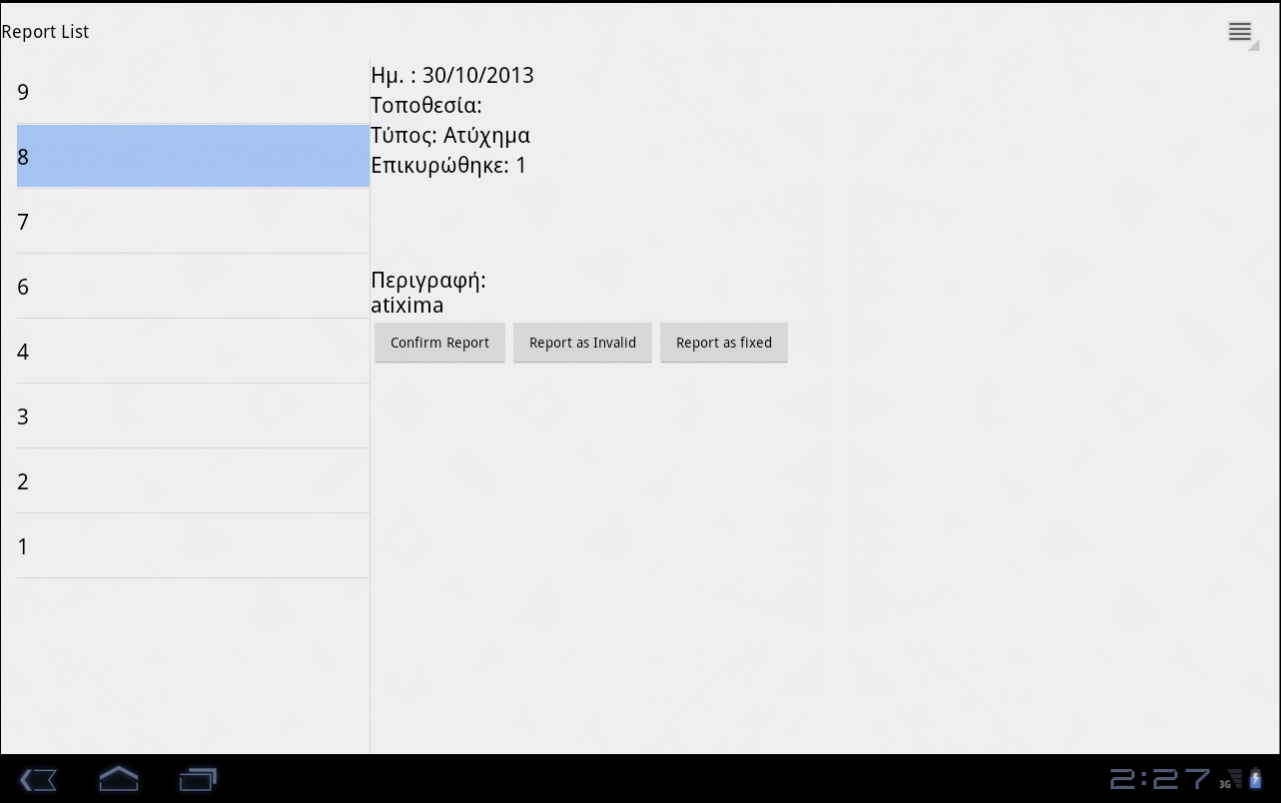 Report List
9
8
7
6
4
3
2
1
Ημ. : 30/10/2013
Τοποθεσία:
Τύπος: Ατύχημα
Επικυρώθηκε: 1
Περιγραφή:
atixima
Confirm Report Report as Invalid Report as fixed
2:27 3G